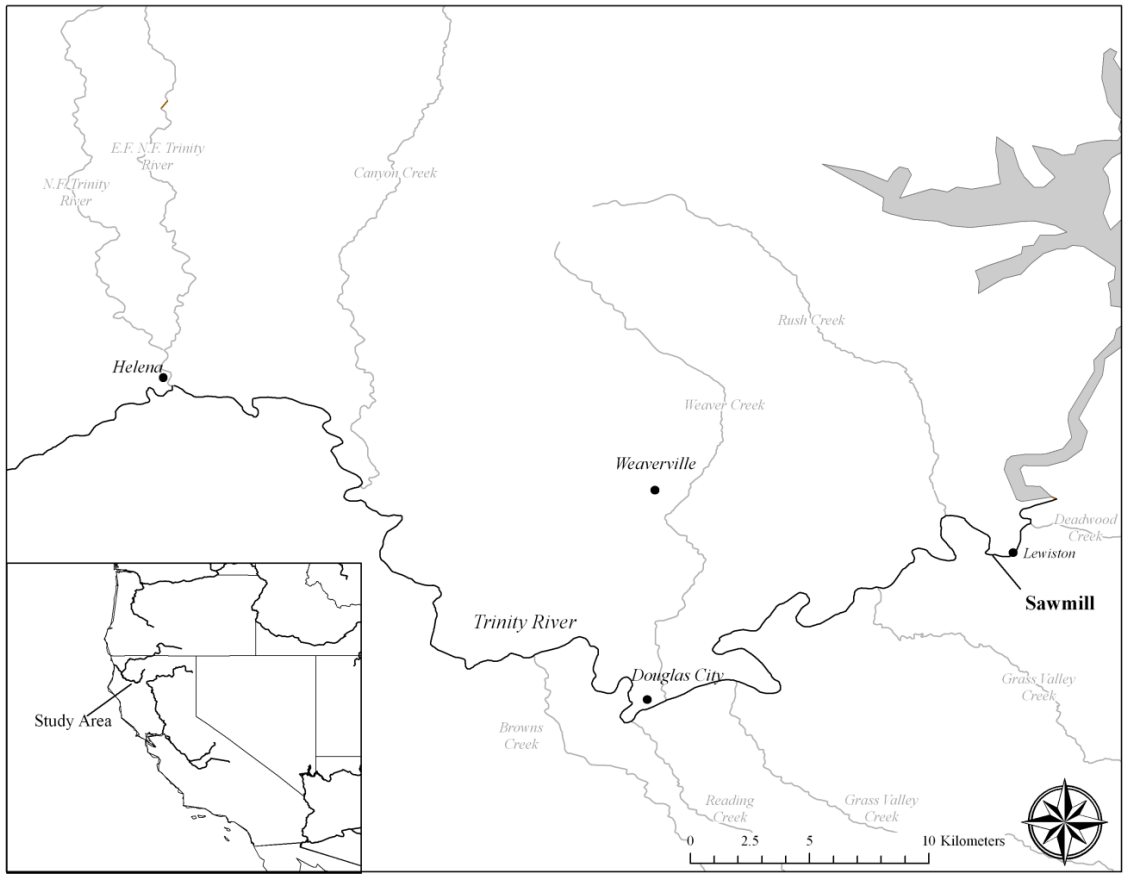 E.F. N.F. Trinity
River
N.F. Trinity
River
Canyon Creek
Rush Creek
Helena
Weaver Creek
Weaverville
Deadwood
Creek
Lewiston
Sawmill
Trinity River
Douglas City
Grass Valley
Creek
Study Area
Browns
Creek
Reading
Creek
Grass Valley
Creek
0 2.5 5 10 Kilometers